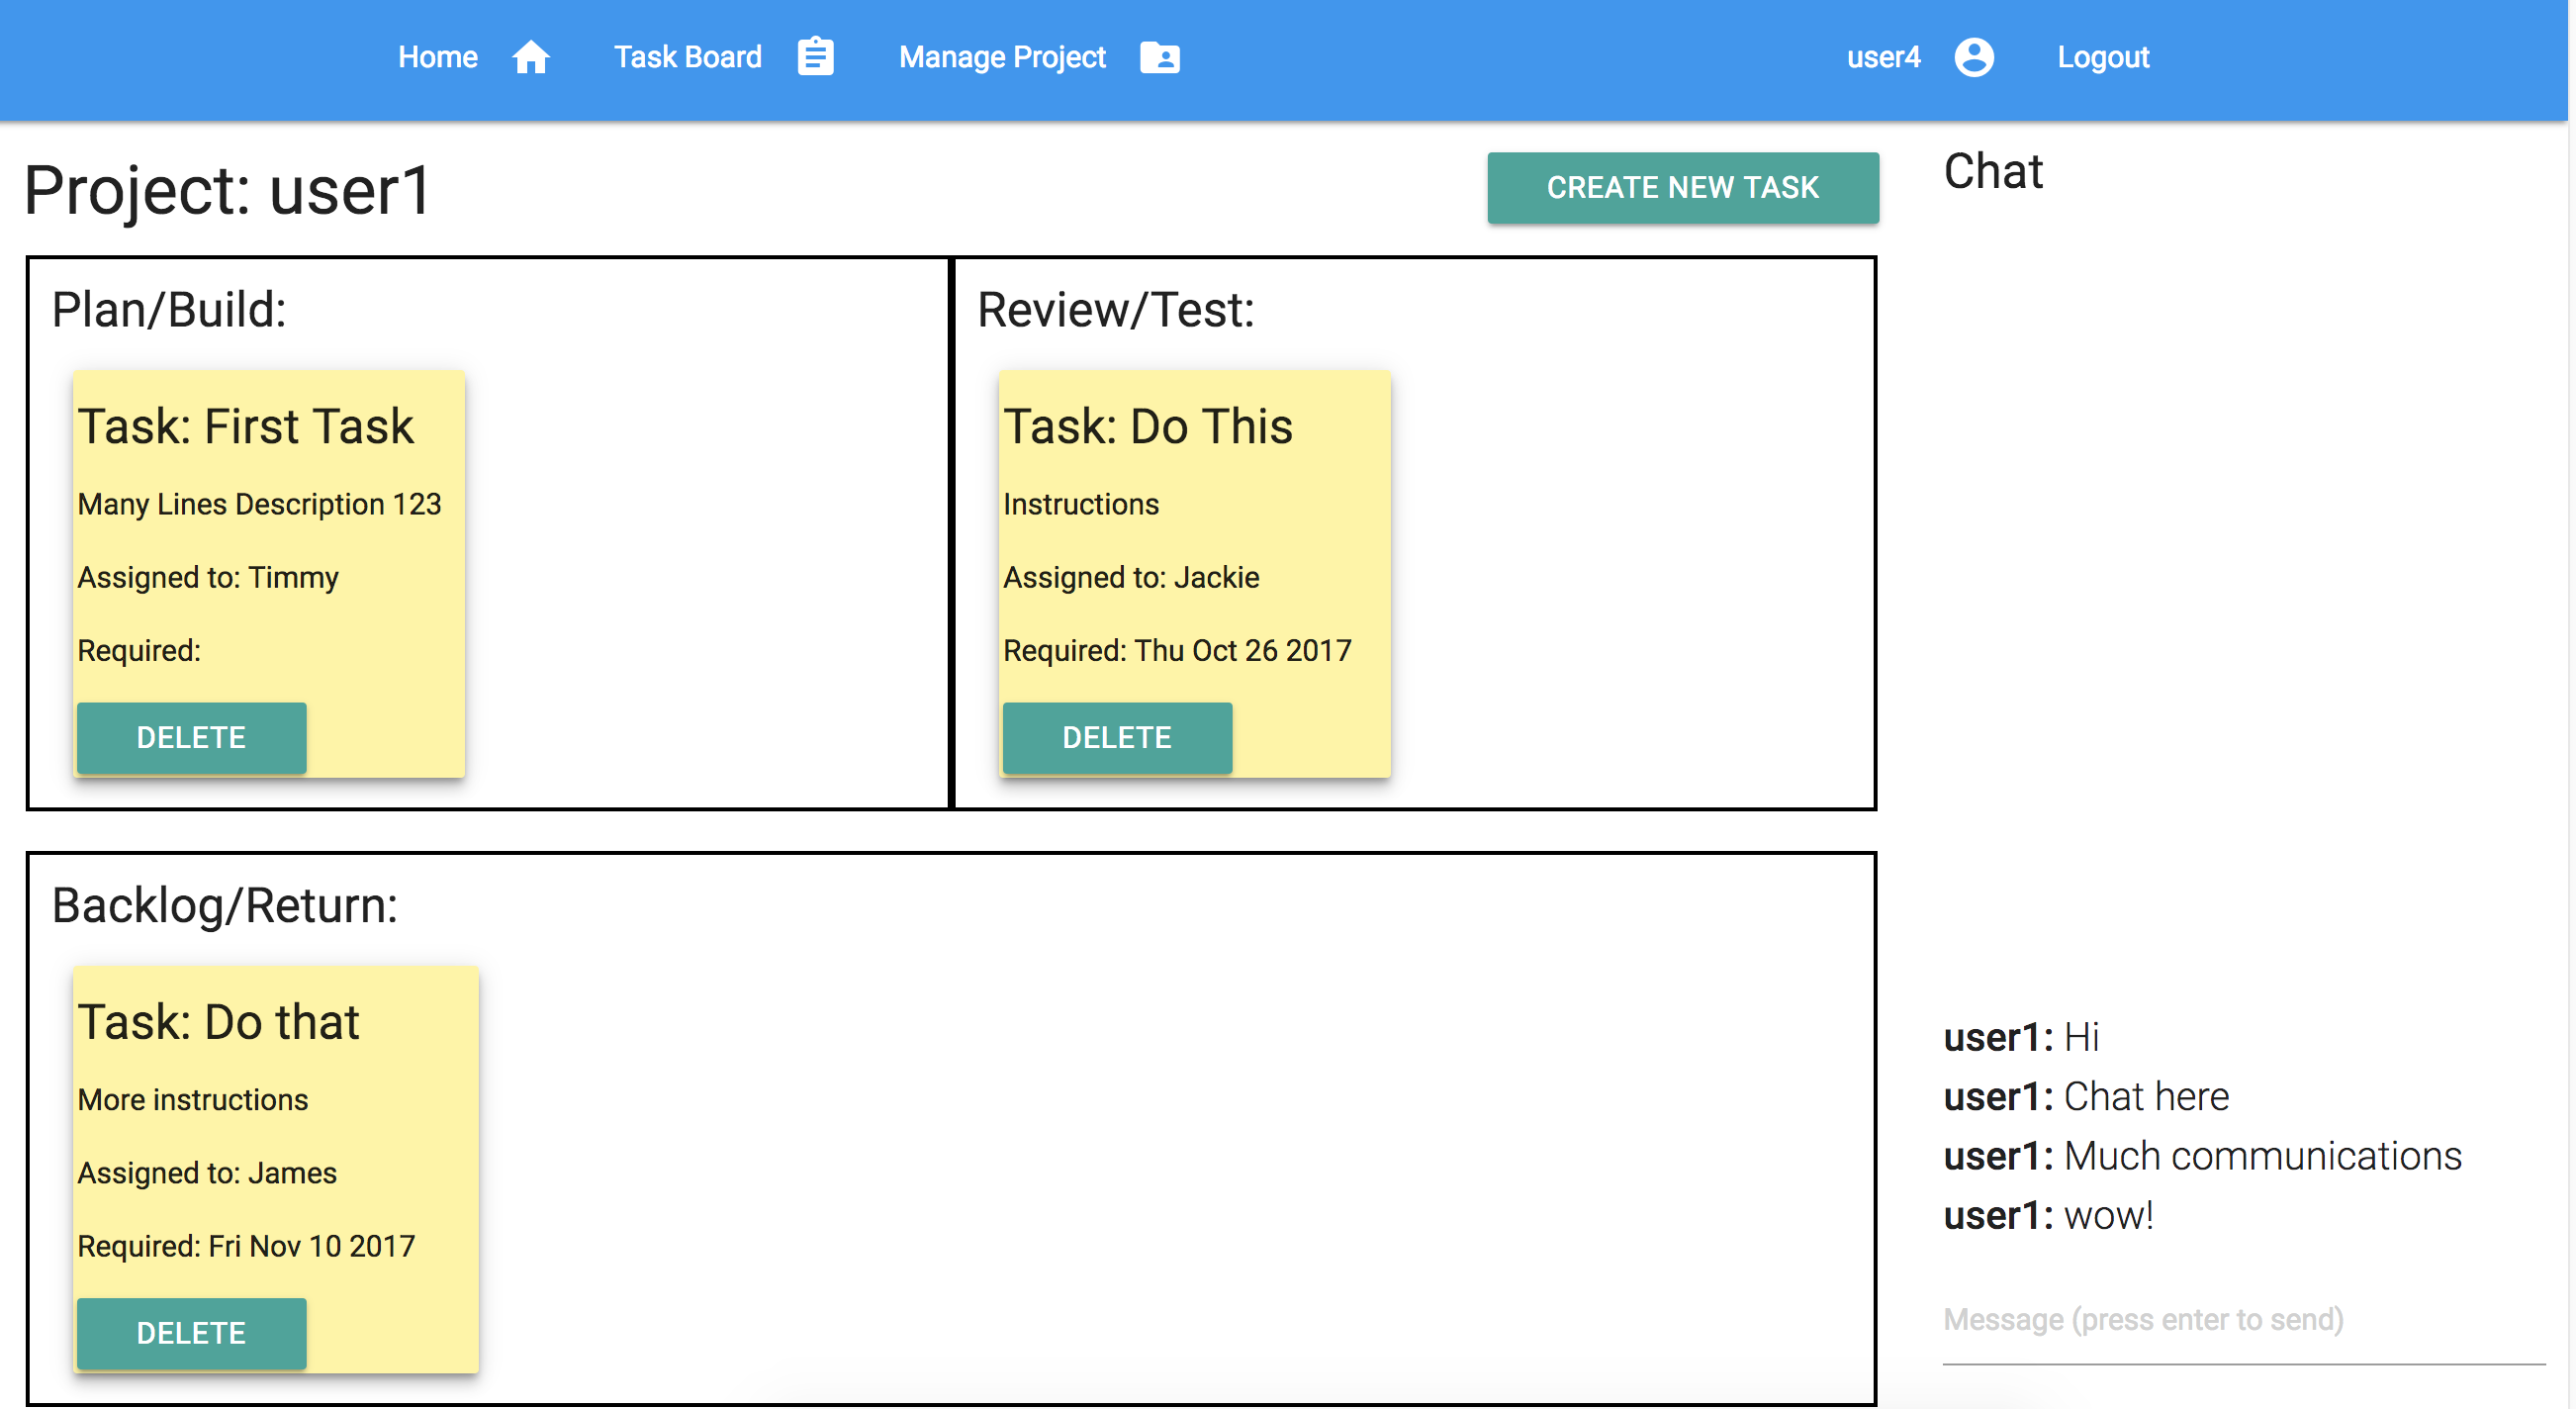 Home
Task Board
Manage Project
user4
Logout
Project: user1
CREATE NEW TASK
Plan/Build:
Task: First Task
Many Lines Description 123
Assigned to: Timmy
Required:
DELETE
Review/Test:
Task: Do This
Instructions
Assigned to: Jackie
Required: Thu Oct 26 2017
DELETE
Backlog/Return:
Task: Do that
More instructions
Assigned to: James
Required: Fri Nov 10 2017
DELETE
Chat
user1: Hi
user1: Chat here
user1: Much communications
user1: wow!
Message (press enter to send)